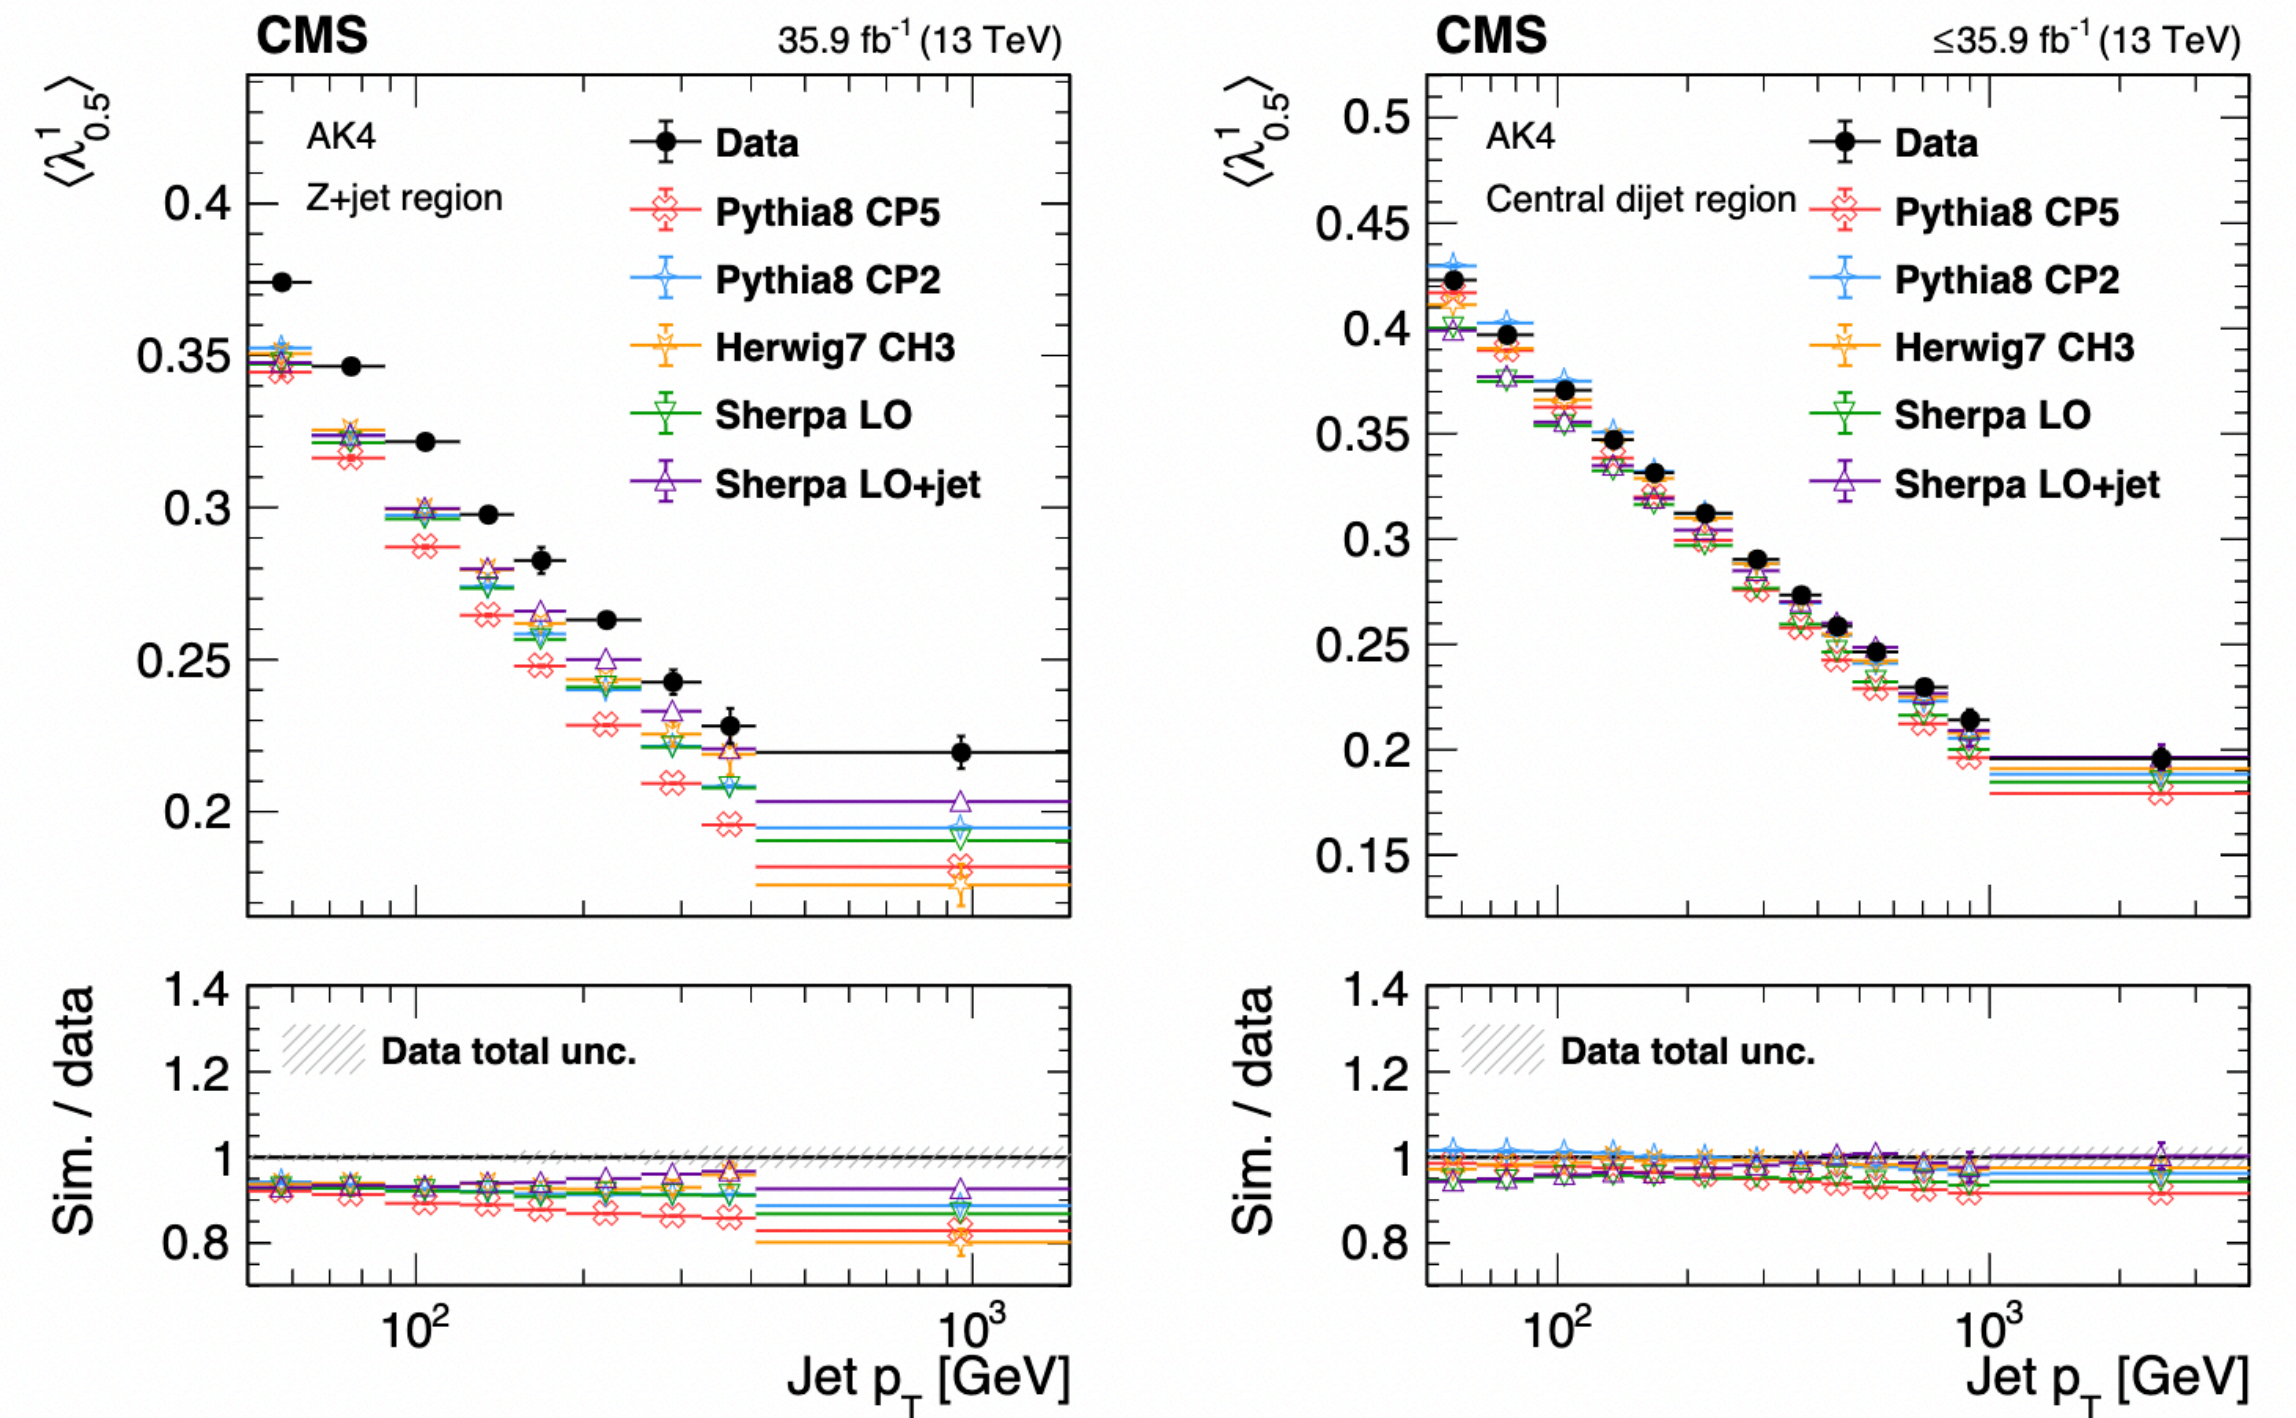 CMS 35.9 fb⁻¹ (13 TeV)
⟨λ¹₀.₅⟩
AK4
Z+jet region
Data
Pythia8 CP5
Pythia8 CP2
Herwig7 CH3
Sherpa LO
Sherpa LO+jet
0.4
0.35
0.3
0.25
0.2
Sim. / data
Data total unc.
1.4
1.2
1
0.8
10² 10³
Jet p_T [GeV]
CMS ≤35.9 fb⁻¹ (13 TeV)
⟨λ¹₀.₅⟩
AK4
Central dijet region
Data
Pythia8 CP5
Pythia8 CP2
Herwig7 CH3
Sherpa LO
Sherpa LO+jet
0.5
0.45
0.4
0.35
0.3
0.25
0.2
0.15
Sim. / data
Data total unc.
1.4
1.2
1
0.8
10² 10³
Jet p_T [GeV]